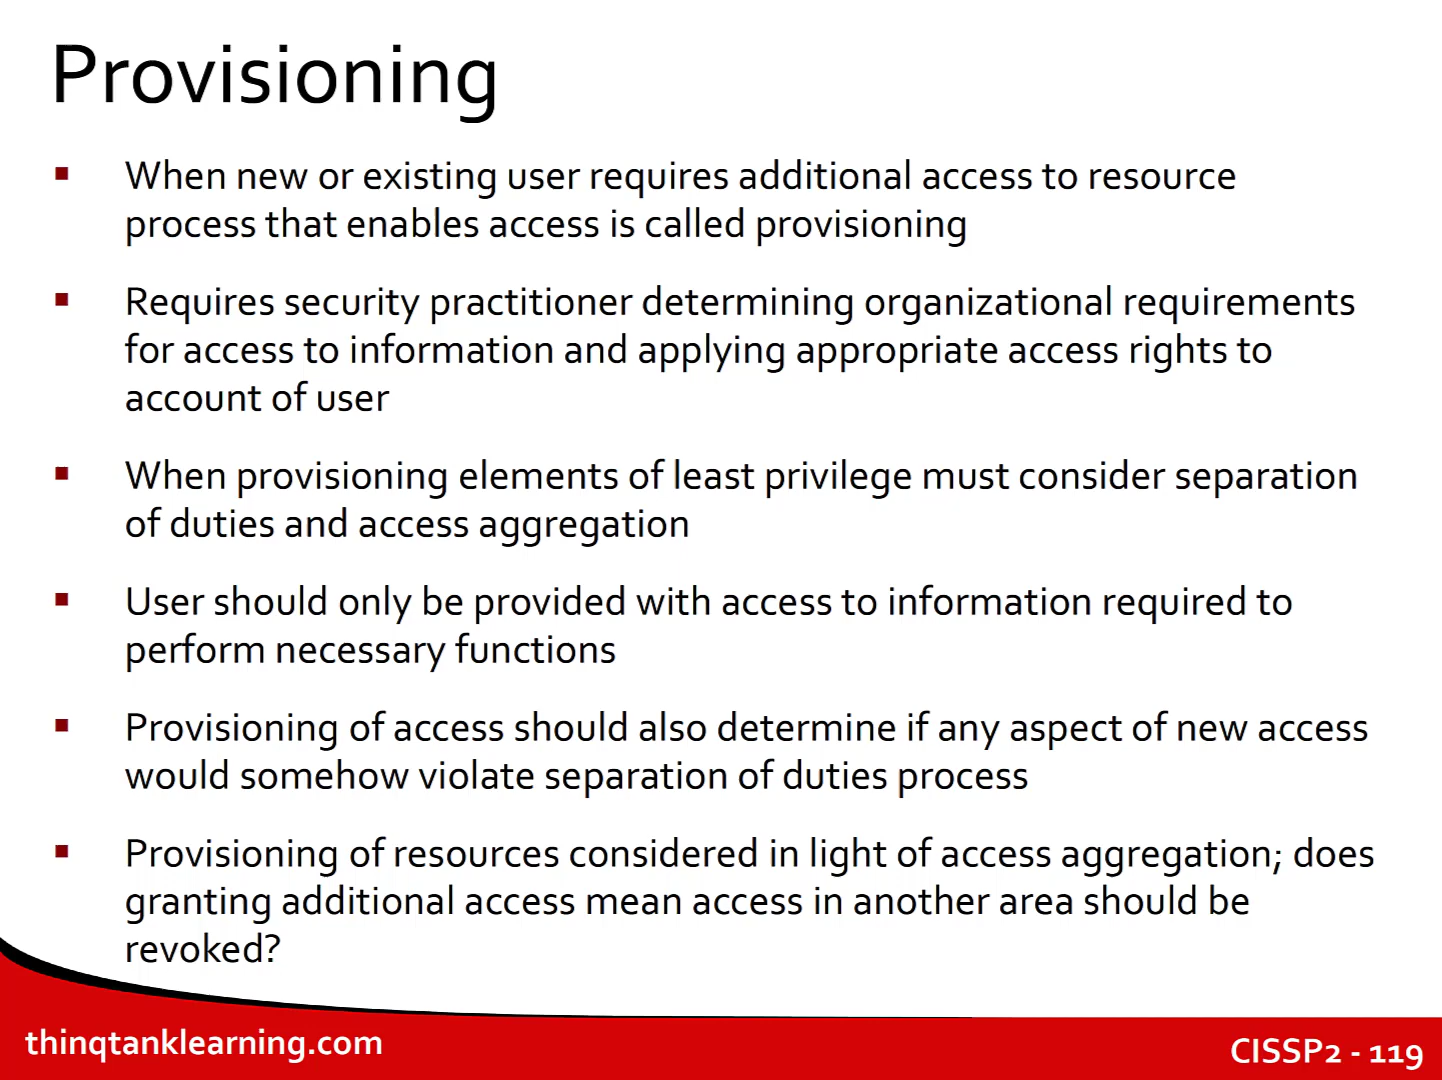 Provisioning
When new or existing user requires additional access to resource
process that enables access is called provisioning
Requires security practitioner determining organizational requirements
for access to information and applying appropriate access rights to
account of user
When provisioning elements of least privilege must consider separation
of duties and access aggregation
User should only be provided with access to information required to
perform necessary functions
Provisioning of access should also determine if any aspect of new access
would somehow violate separation of duties process
Provisioning of resources considered in light of access aggregation; does
granting additional access mean access in another area should be
revoked?
thinqtanklearning.com
CISSP2 - 119